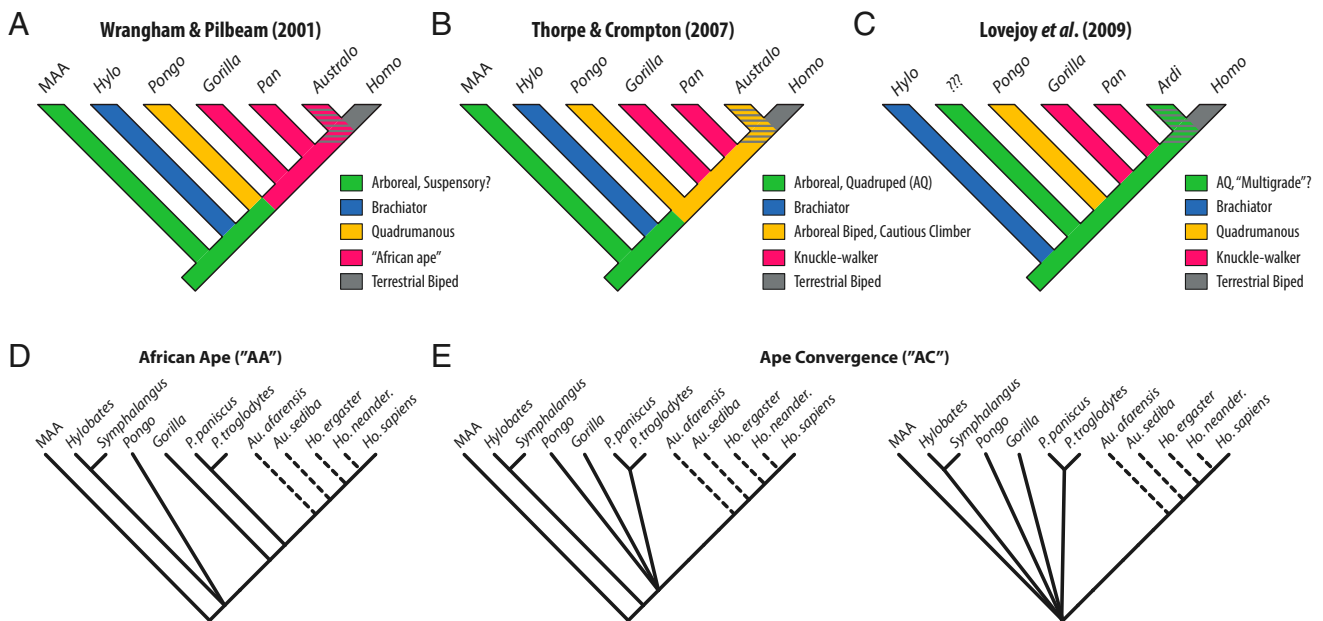 A
Wrangham & Pilbeam (2001)
MAA
Hylo
Pongo
Gorilla
Pan
Australo
Homo
Arboreal, Suspensory?
Brachiator
Quadrumanous
"African ape"
Terrestrial Biped
B
Thorpe & Crompton (2007)
MAA
Hylo
Pongo
Gorilla
Pan
Australo
Homo
Arboreal, Quadruped (AQ)
Brachiator
Arboreal Biped, Cautious Climber
Knuckle-walker
Terrestrial Biped
C
Lovejoy et al. (2009)
Hylo
???
Pongo
Gorilla
Pan
Ardi
Homo
AQ, "Multigrade"?
Brachiator
Quadrumanous
Knuckle-walker
Terrestrial Biped
D
African Ape ("AA")
MAA
Hylobates
Symphalangus
Pongo
Gorilla
P. paniscus
P. troglodytes
Au. afarensis
Au. sediba
Ho. ergaster
Ho. neander.
Ho. sapiens
E
Ape Convergence ("AC")
MAA
Hylobates
Symphalangus
Pongo
Gorilla
P. paniscus
P. troglodytes
Au. afarensis
Au. sediba
Ho. ergaster
Ho. neander.
Ho. sapiens
MAA
Hylobates
Symphalangus
Pongo
Gorilla
P. paniscus
P. troglodytes
Au. afarensis
Au. sediba
Ho. ergaster
Ho. neander.
Ho. sapiens